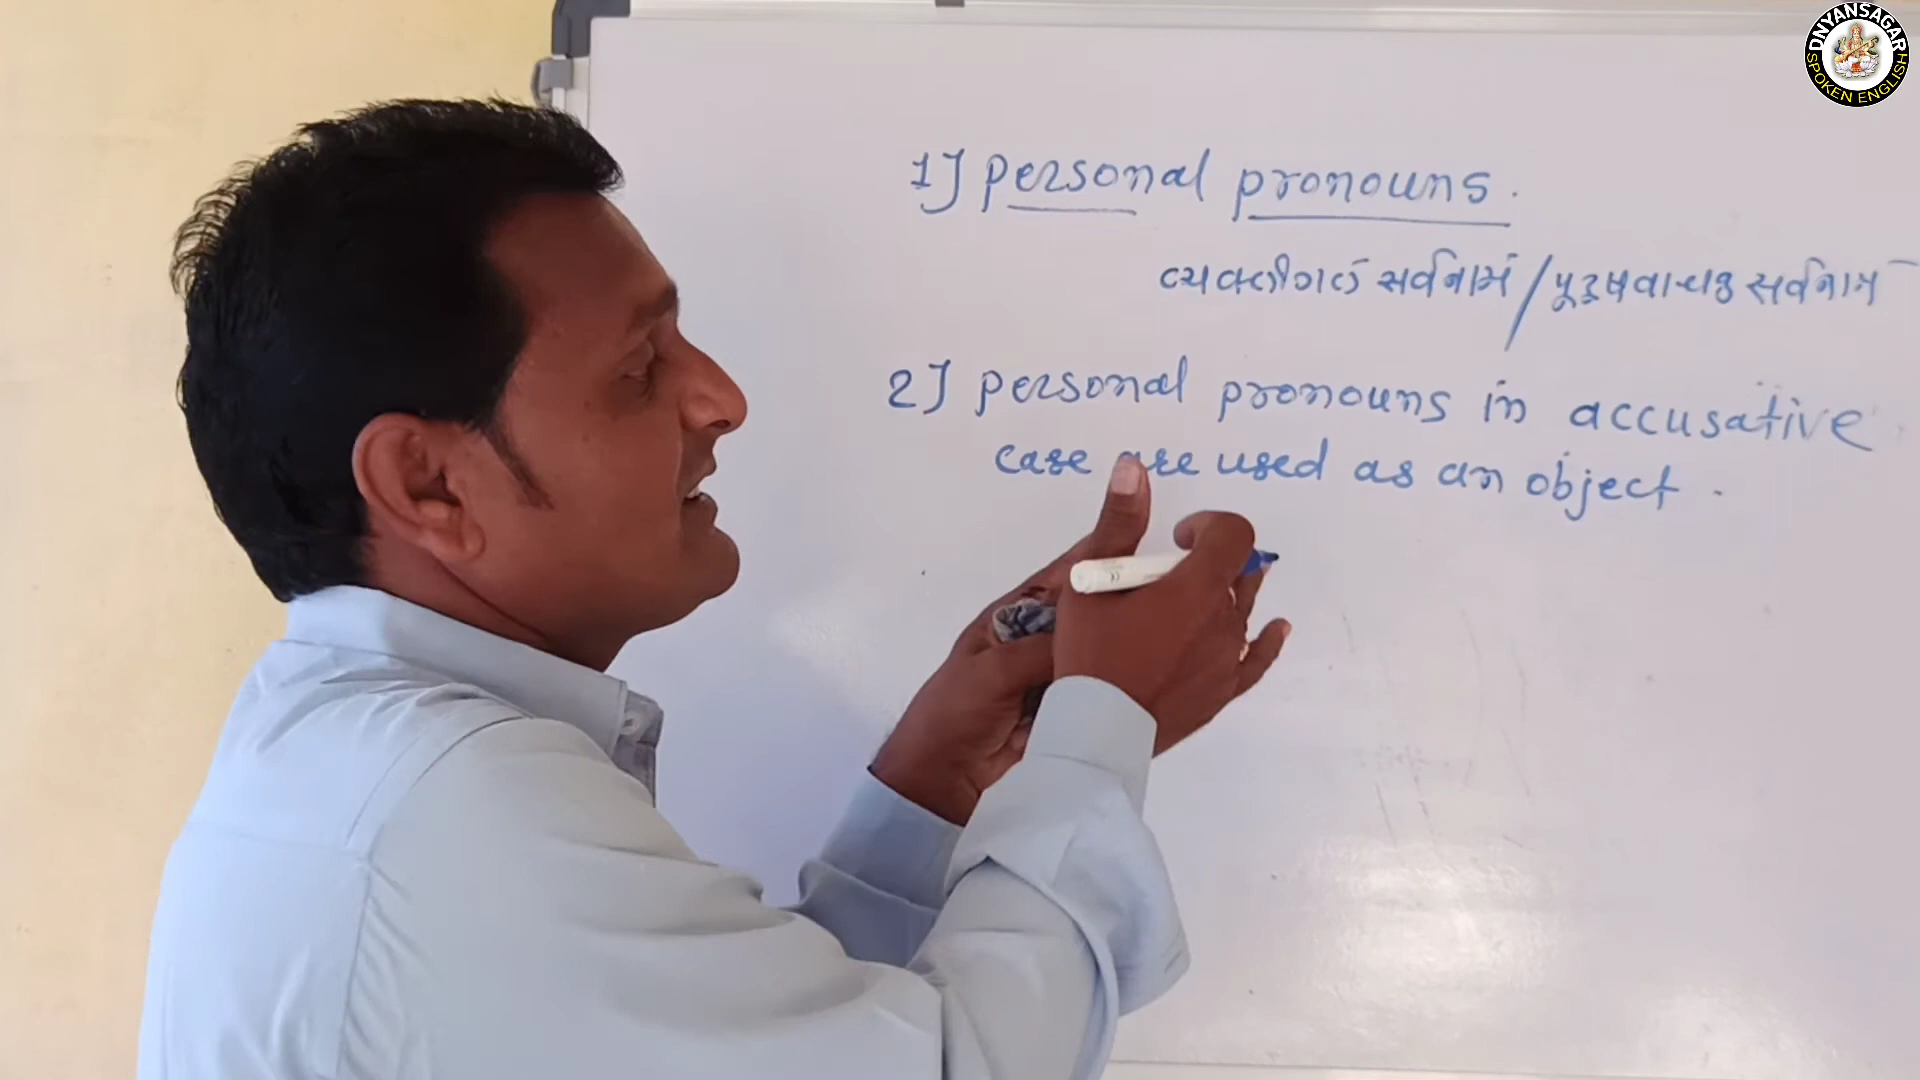 1] personal pronouns.
વ્યક્તીગત સર્વનામ / પૂરુષવાચક સર્વનામ
2] personal pronouns in accusative
case are used as an object.
DNYANSAGAR
SPOKEN ENGLISH